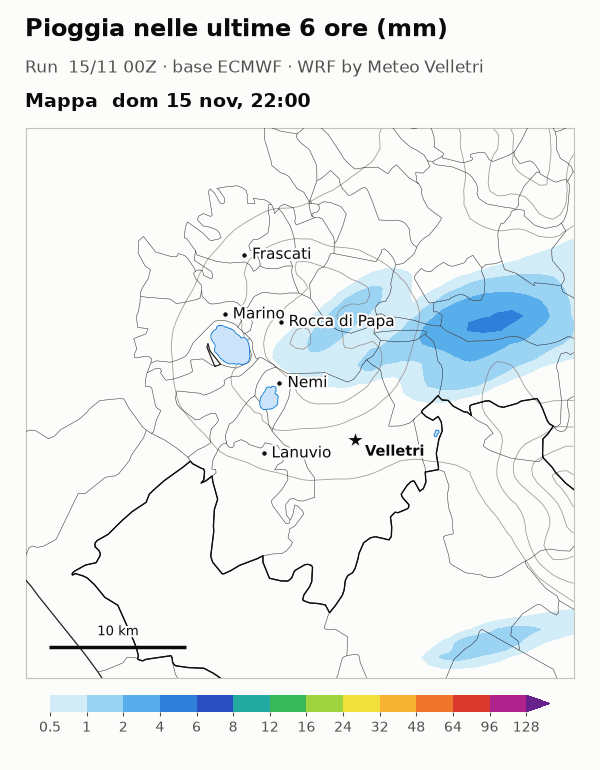 Pioggia nelle ultime 6 ore (mm)
Run  15/11 00Z · base ECMWF · WRF by Meteo Velletri
Mappa  dom 15 nov, 22:00
Frascati
Marino
Rocca di Papa
Nemi
Velletri
Lanuvio
10 km
0.5 1 2 4 6 8 12 16 24 32 48 64 96 128